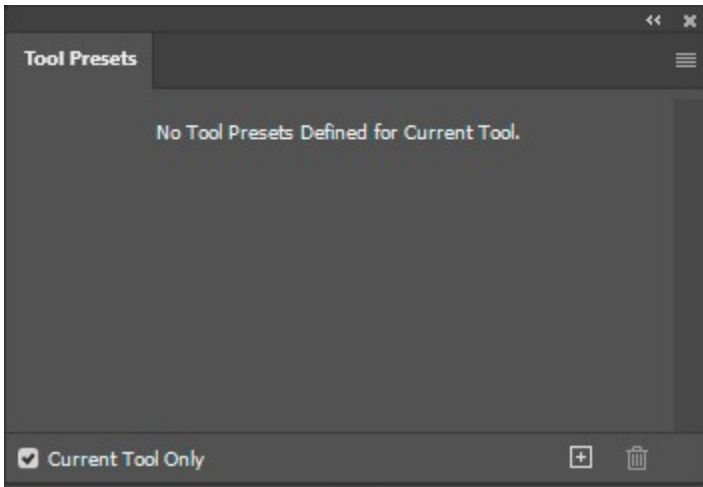 Tool Presets
No Tool Presets Defined for Current Tool.
Current Tool Only